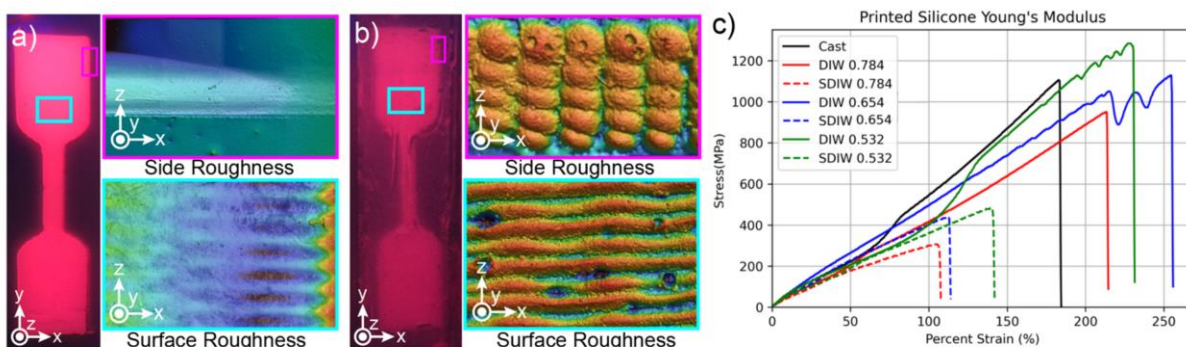 a)
z
y
x
Side Roughness
y
z
x
z
y
x
Surface Roughness
b)
z
y
x
Side Roughness
y
z
x
z
y
x
Surface Roughness
c)
Printed Silicone Young's Modulus
Cast
DIW 0.784
SDIW 0.784
DIW 0.654
SDIW 0.654
DIW 0.532
SDIW 0.532
Stress(MPa)
1200
1000
800
600
400
200
0
0 50 100 150 200 250
Percent Strain (%)